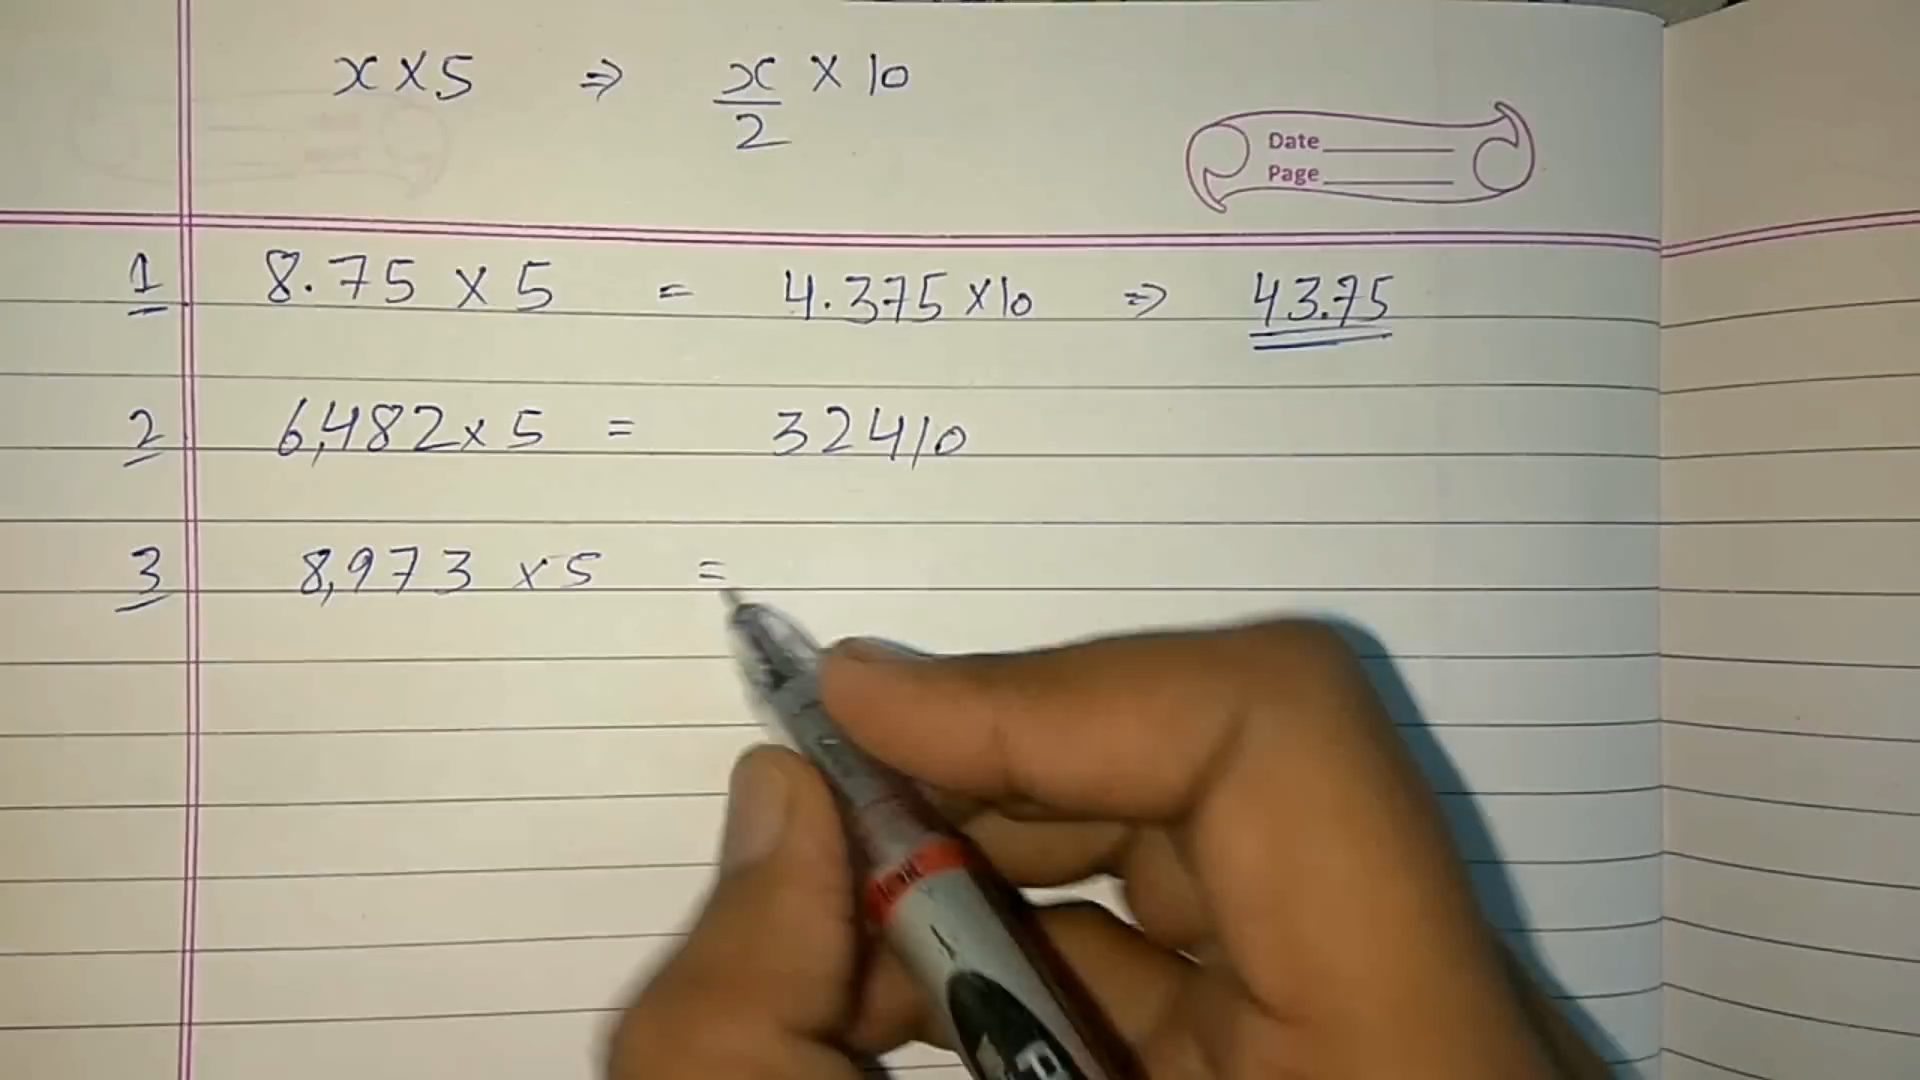 x × 5 ⇒ x/2 × 10
Date
Page
1 8.75 × 5 = 4.375 × 10 ⇒ 43.75
2 6,482 × 5 = 32410
3 8,973 × 5 =